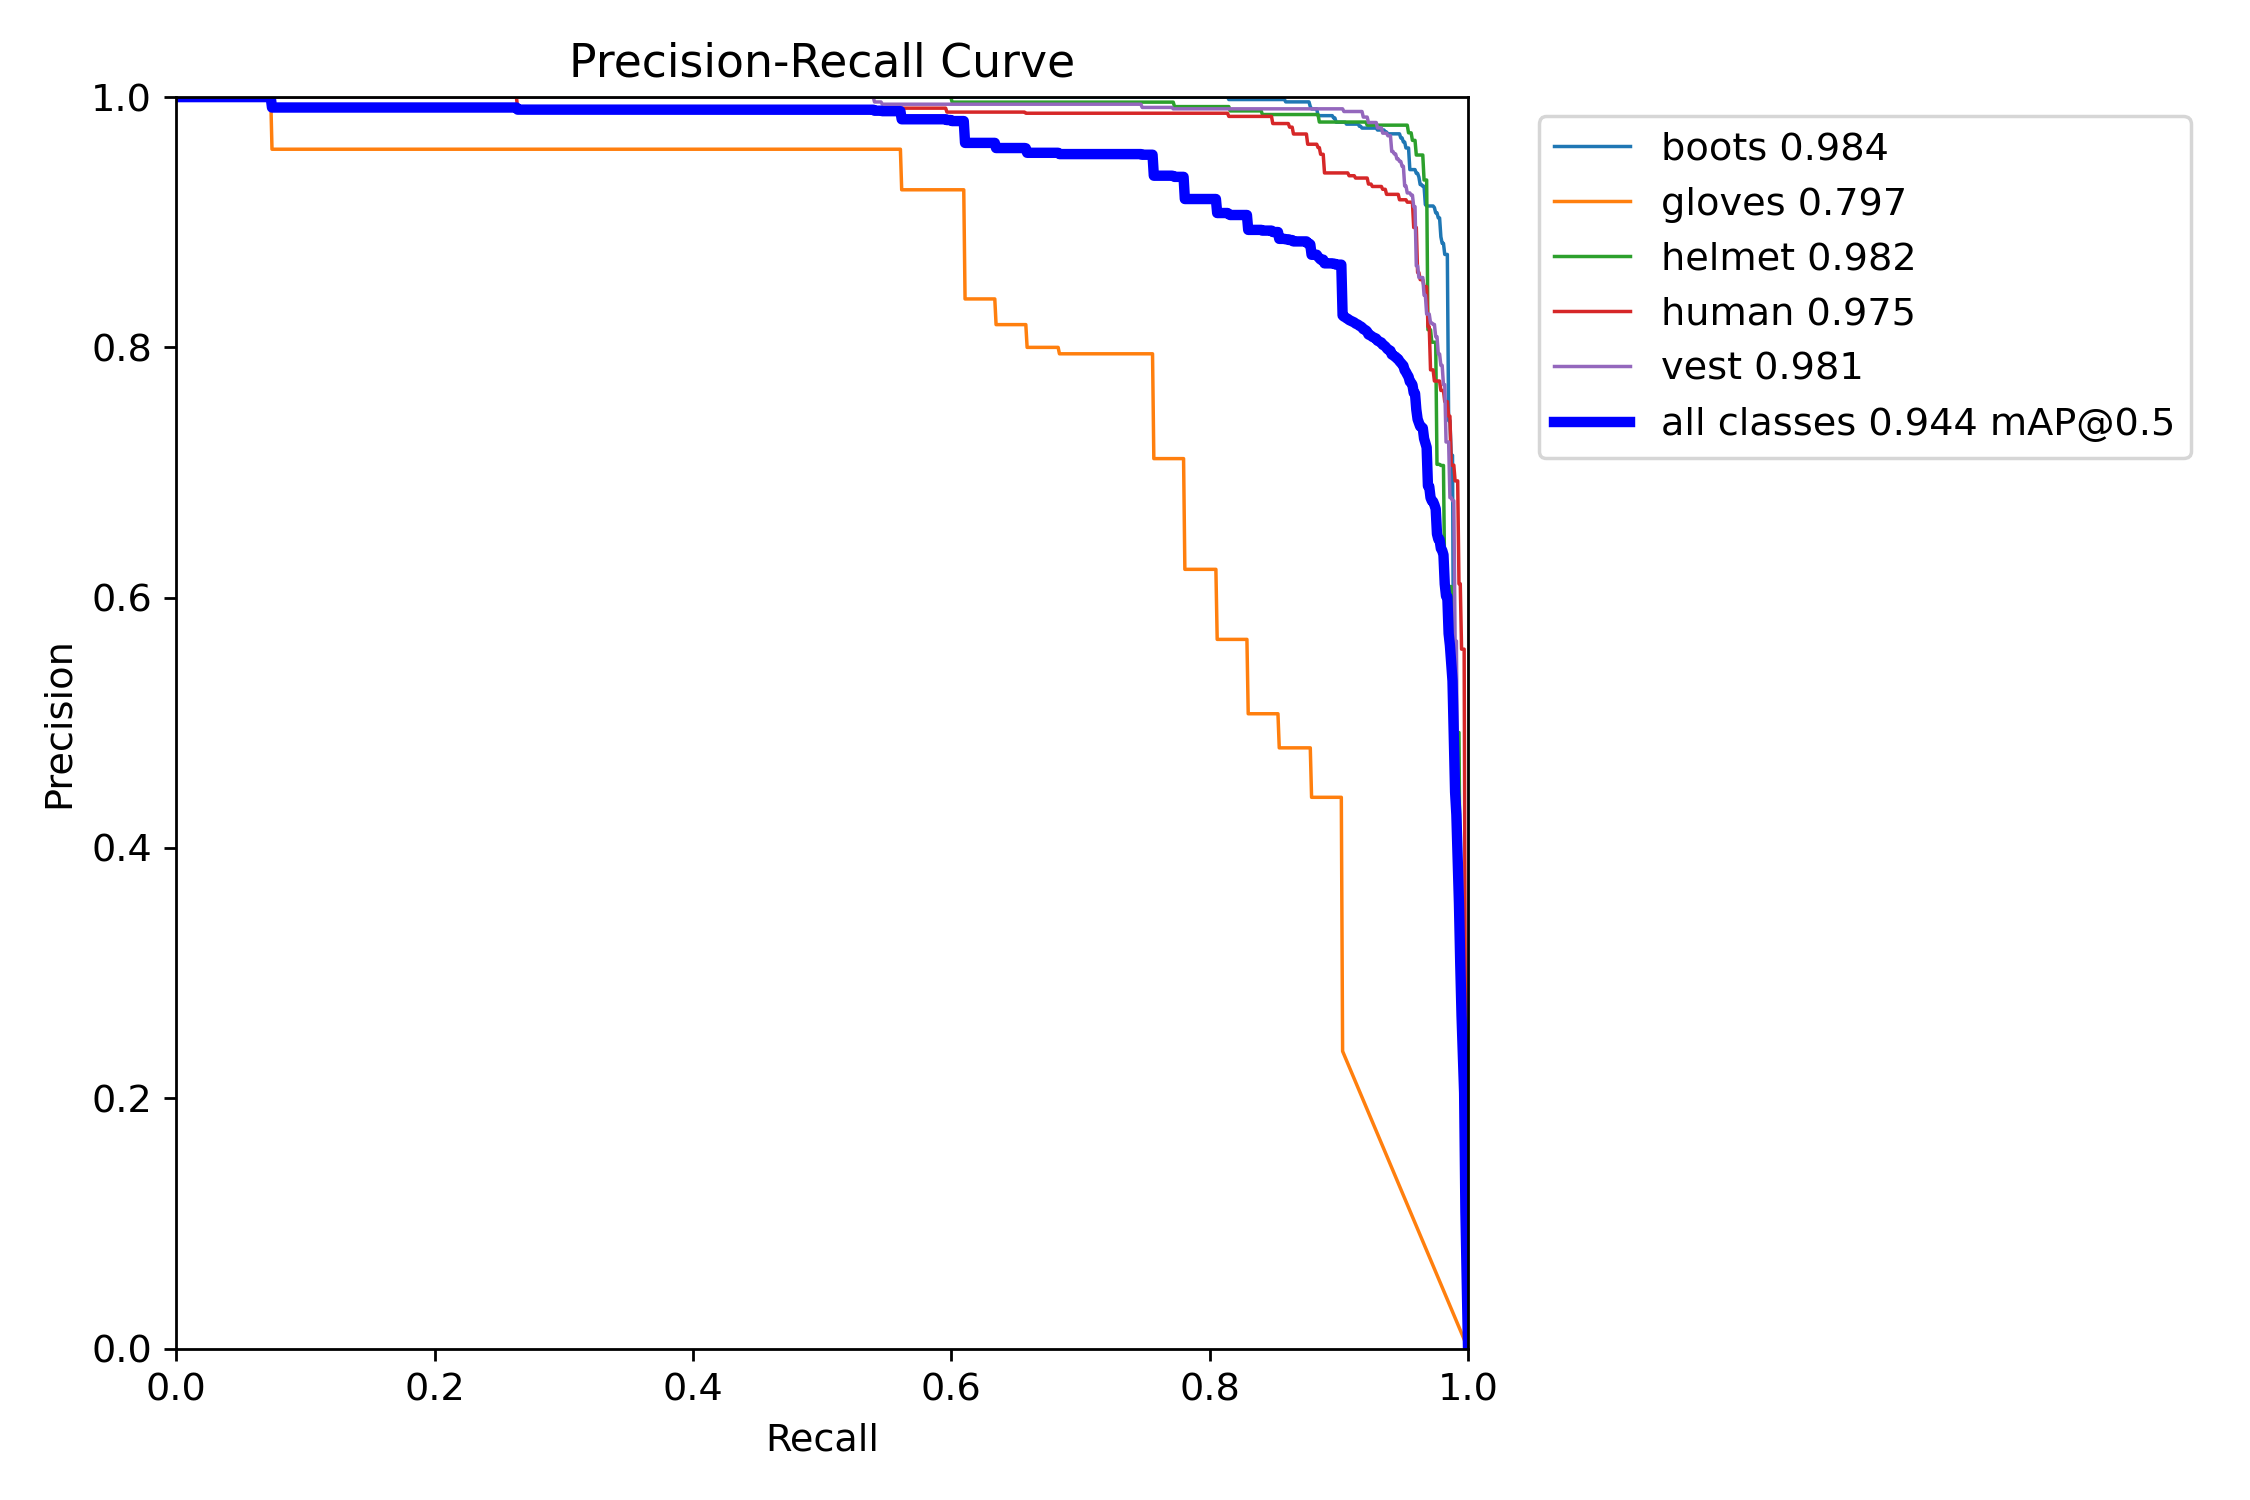 Precision-Recall Curve
1.0
0.8
0.6
0.4
0.2
0.0
Precision
0.0 0.2 0.4 0.6 0.8 1.0
Recall
boots 0.984
gloves 0.797
helmet 0.982
human 0.975
vest 0.981
all classes 0.944 mAP@0.5